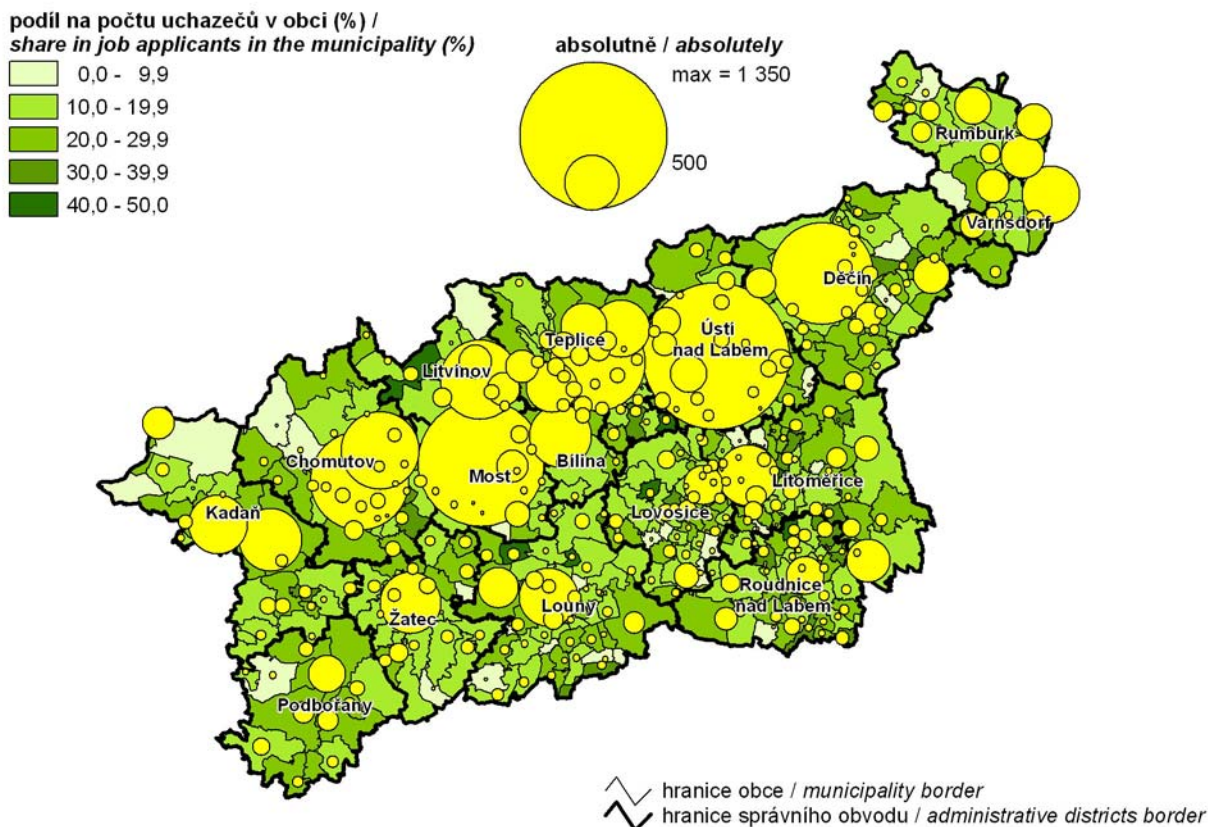 podíl na počtu uchazečů v obci (%) /
share in job applicants in the municipality (%)
0,0 - 9,9
10,0 - 19,9
20,0 - 29,9
30,0 - 39,9
40,0 - 50,0
absolutně / absolutely
max = 1 350
500
Rumburk
Varnsdorf
Děčín
Ústí
nad Labem
Teplice
Litvínov
Bílina
Chomutov
Most
Litoměřice
Lovosice
Kadaň
Roudnice
nad Labem
Louny
Žatec
Podbořany
hranice obce / municipality border
hranice správního obvodu / administrative districts border